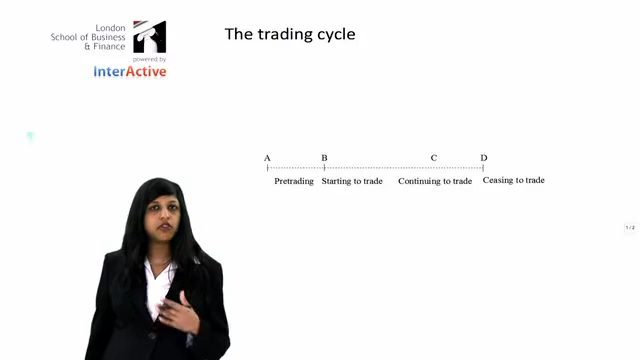 London
School of Business
& Finance
powered by
InterActive
The trading cycle
A B C D
Pretrading Starting to trade Continuing to trade Ceasing to trade
1 / 2